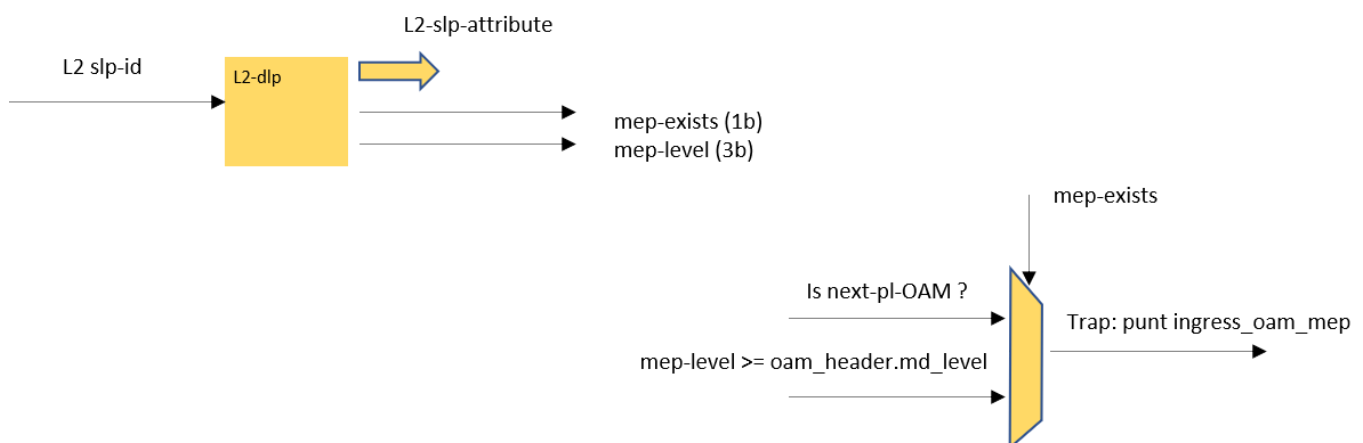 L2-slp-attribute
L2 slp-id
L2-dlp
mep-exists (1b)
mep-level (3b)
mep-exists
Is next-pl-OAM ?
Trap: punt ingress_oam_mep
mep-level >= oam_header.md_level